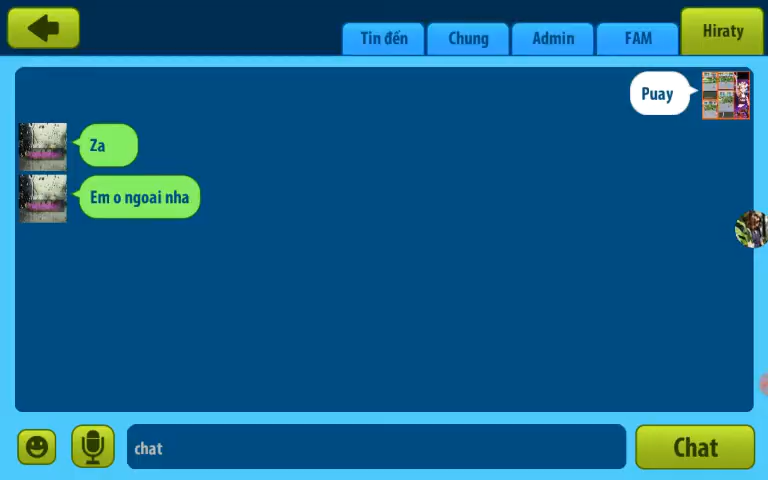 Tin đến
Chung
Admin
FAM
Hiraty
Puay
Za
Em o ngoai nha
chat
Chat